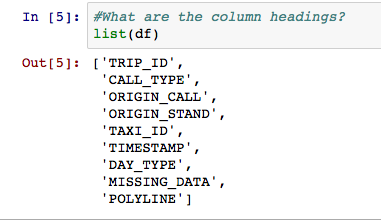 In [5]: #What are the column headings?
list(df)
Out[5]: ['TRIP_ID',
'CALL_TYPE',
'ORIGIN_CALL',
'ORIGIN_STAND',
'TAXI_ID',
'TIMESTAMP',
'DAY_TYPE',
'MISSING_DATA',
'POLYLINE']